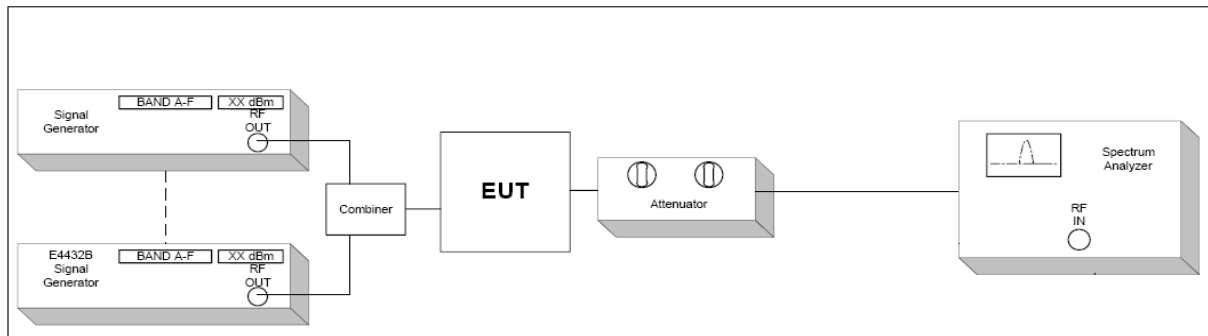 BAND A-F
XX dBm
Signal
Generator
RF
OUT
Combiner
EUT
Attenuator
Spectrum
Analyzer
RF
IN
E4432B
Signal
Generator
BAND A-F
XX dBm
RF
OUT